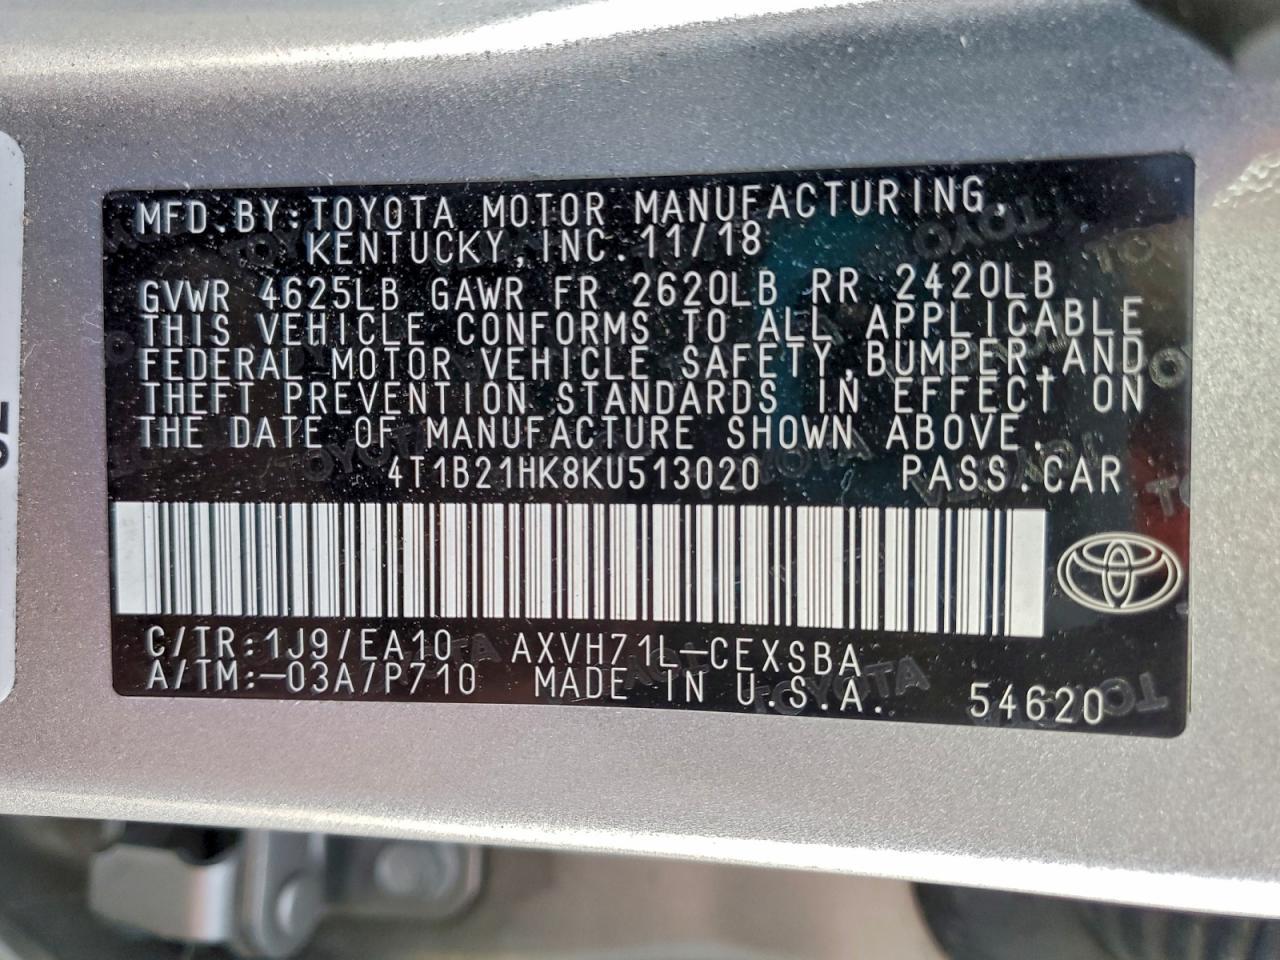 MFD.BY:TOYOTA MOTOR MANUFACTURING,
KENTUCKY,INC.11/18
GVWR 4625LB GAWR FR 2620LB RR 2420LB
THIS VEHICLE CONFORMS TO ALL APPLICABLE
FEDERAL MOTOR VEHICLE SAFETY,BUMPER,AND
THEFT PREVENTION STANDARDS IN EFFECT ON
THE DATE OF MANUFACTURE SHOWN ABOVE.
4T1B21HK8KU513020 PASS.CAR
C/TR:1J9/EA10 AXVH71L-CEXSBA
A/TM:-03A/P710 MADE IN U.S.A. 54620